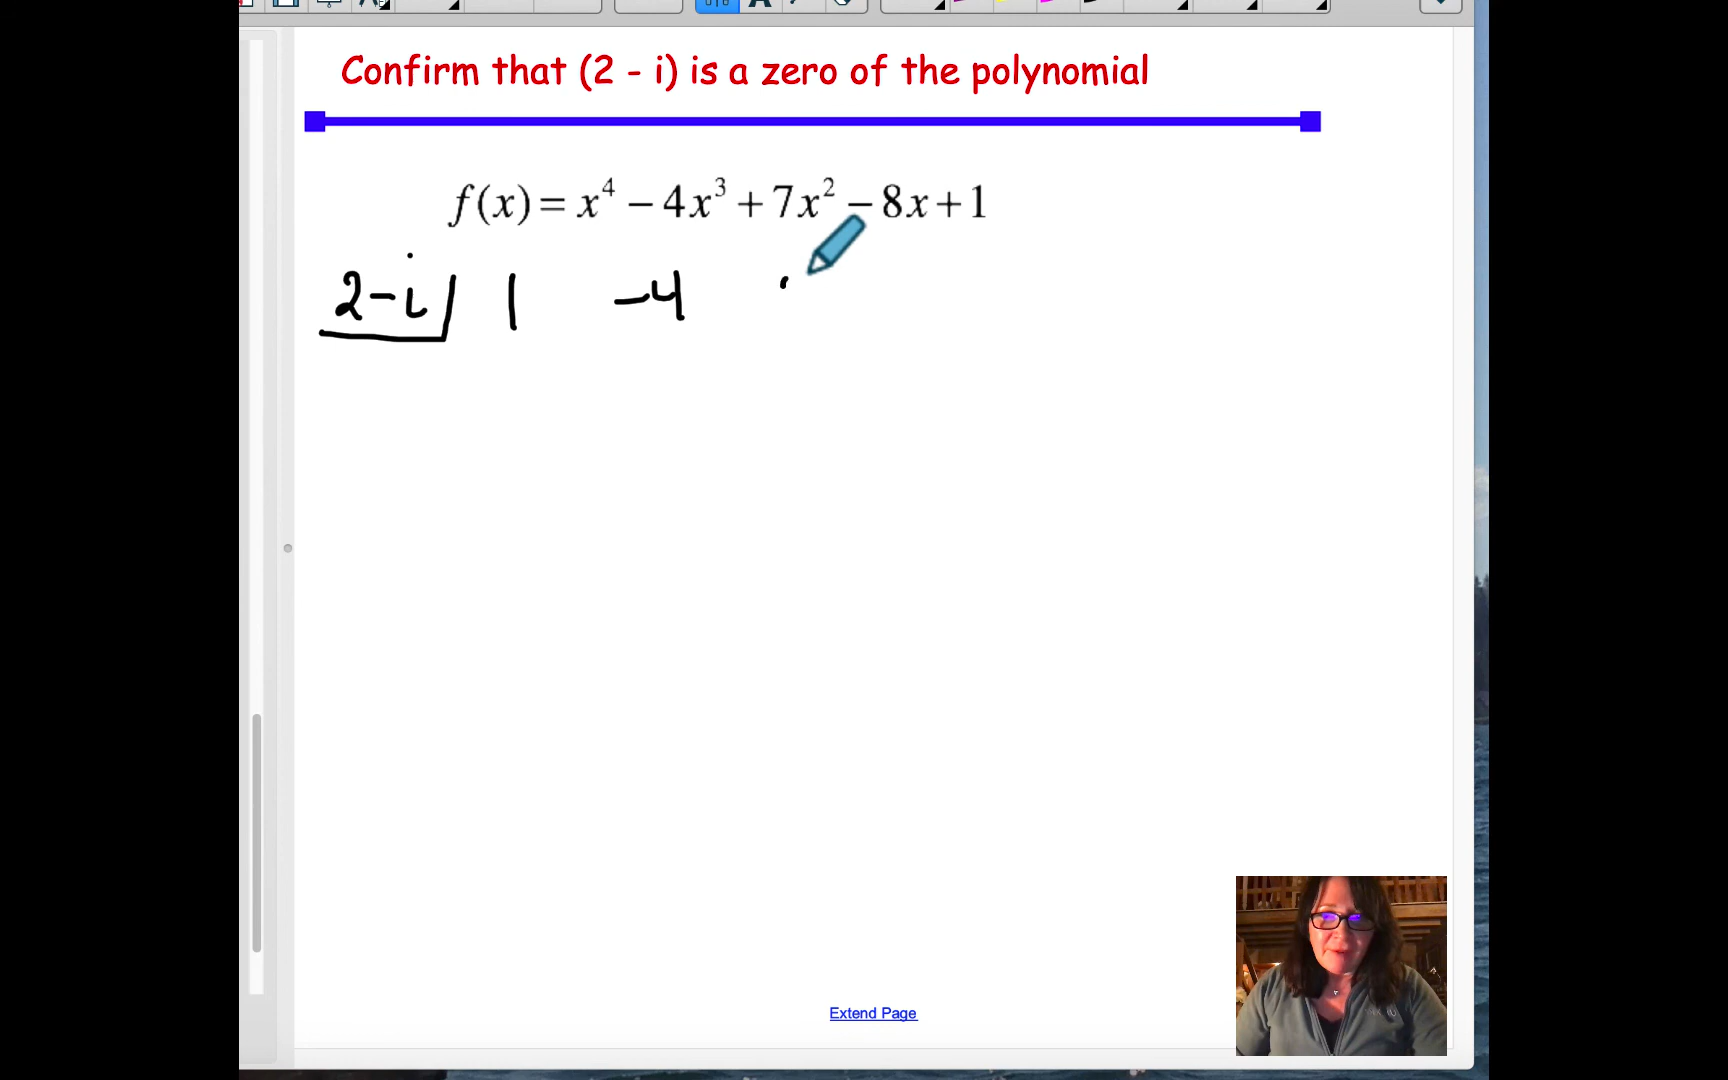 Confirm that (2 - i) is a zero of the polynomial
f(x) = x⁴ − 4x³ + 7x² − 8x + 1
2-i | 1 -4
Extend Page